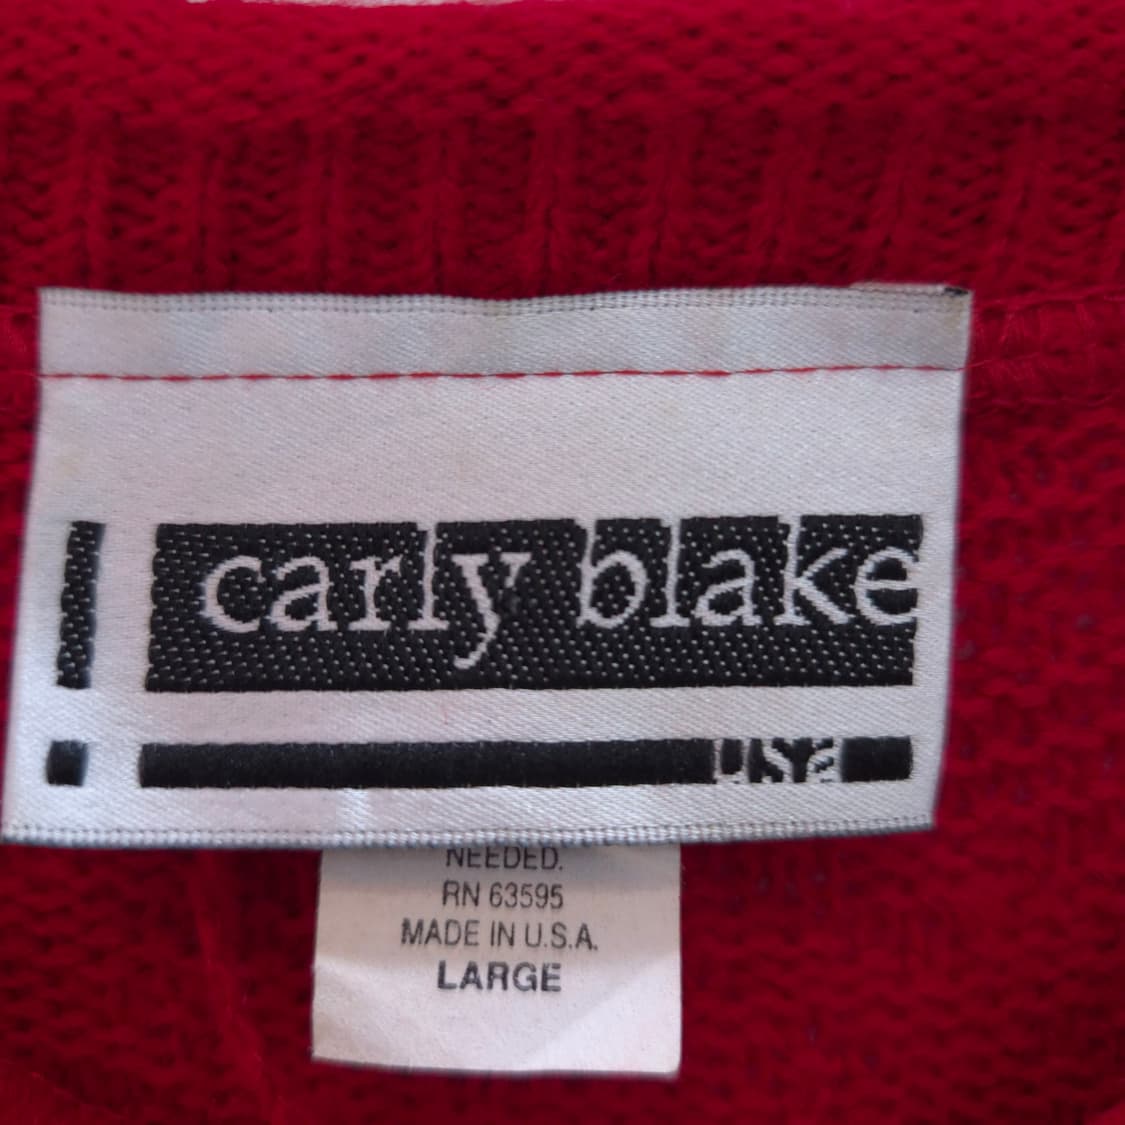 carly blake
usa
NEEDED.
RN 63595
MADE IN U.S.A.
LARGE